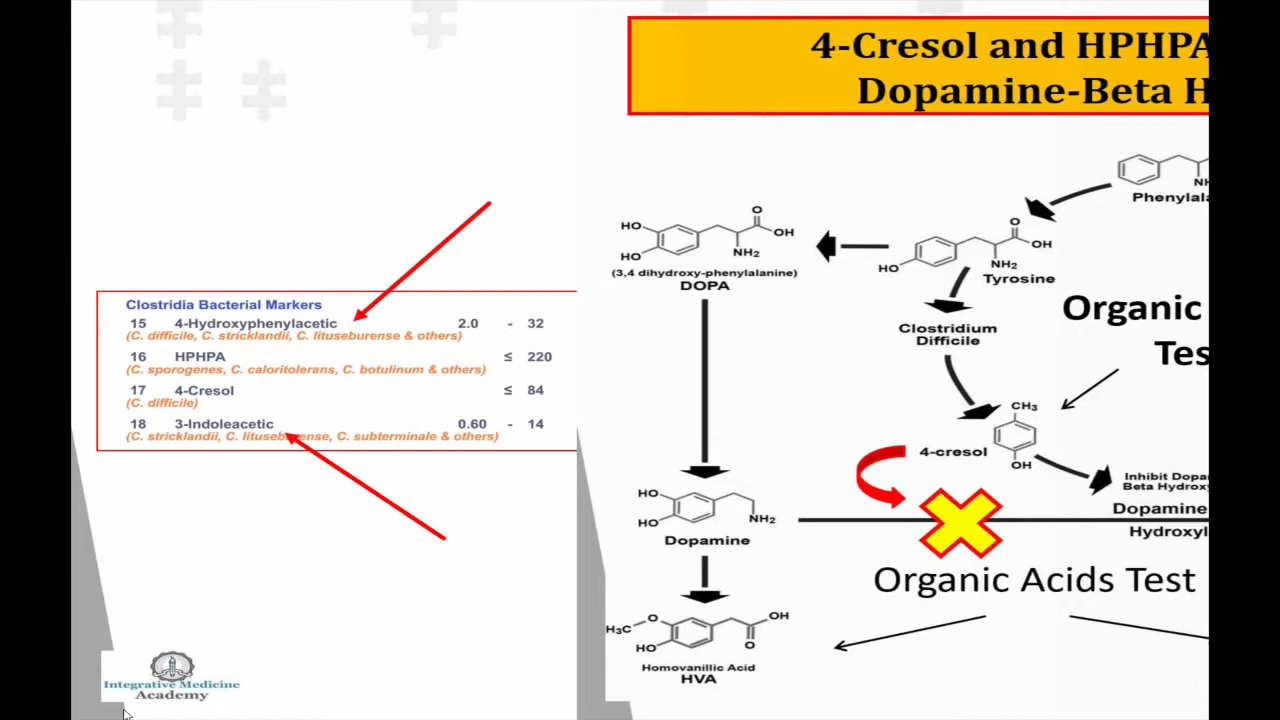 4-Cresol and HPHPA
Dopamine-Beta H
Clostridia Bacterial Markers
15 4-Hydroxyphenylacetic 2.0 - 32
(C. difficile, C. stricklandii, C. lituseburense & others)
16 HPHPA ≤ 220
(C. sporogenes, C. caloritolerans, C. botulinum & others)
17 4-Cresol ≤ 84
(C. difficile)
18 3-Indoleacetic 0.60 - 14
(C. stricklandii, C. lituseburense, C. subterminale & others)
Integrative Medicine
Academy
Phenylala
NH
HO
HO
O
OH
NH2
(3,4 dihydroxy-phenylalanine)
DOPA
HO
O
OH
NH2
Tyrosine
Clostridium
Difficile
Organic
Tes
CH3
4-cresol
OH
Inhibit Dopa
Beta Hydroxy
Dopamine
Hydroxyl
HO
HO
NH2
Dopamine
Organic Acids Test
H3C
O
HO
OH
O
Homovanillic Acid
HVA